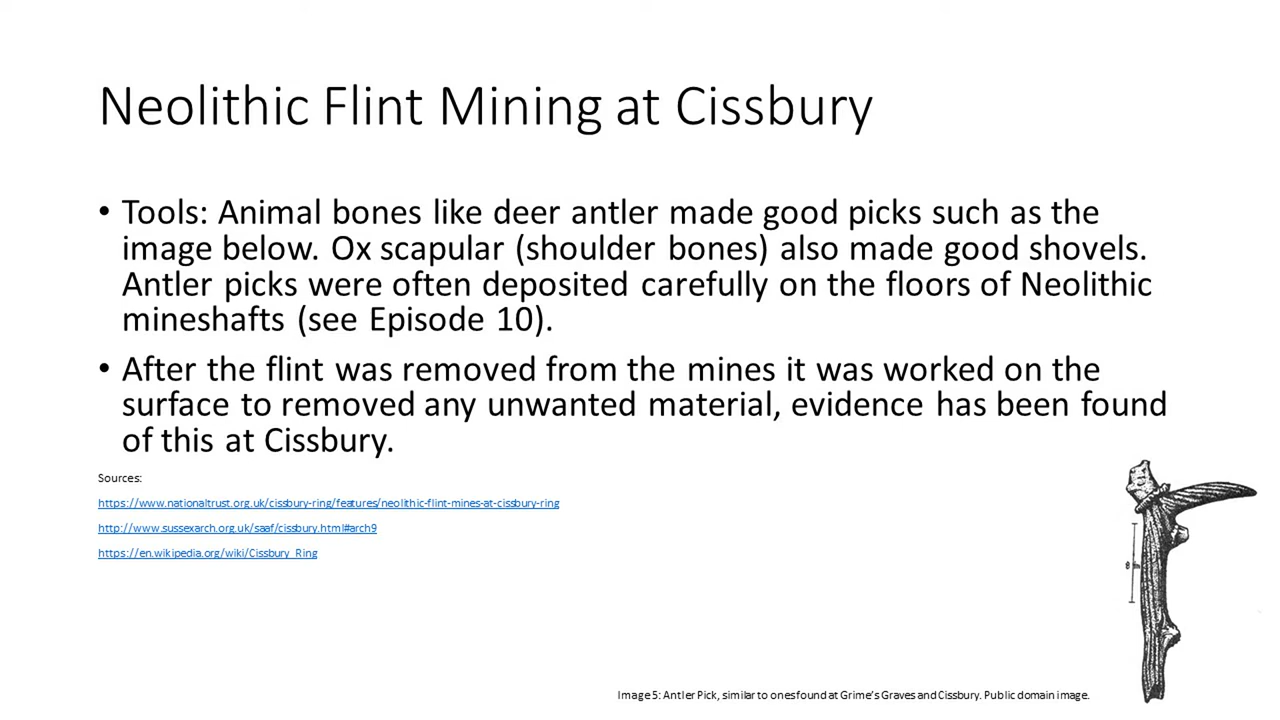 Neolithic Flint Mining at Cissbury
• Tools: Animal bones like deer antler made good picks such as the
image below. Ox scapular (shoulder bones) also made good shovels.
Antler picks were often deposited carefully on the floors of Neolithic
mineshafts (see Episode 10).
• After the flint was removed from the mines it was worked on the
surface to removed any unwanted material, evidence has been found
of this at Cissbury.
Sources:
https://www.nationaltrust.org.uk/cissbury-ring/features/neolithic-flint-mines-at-cissbury-ring
http://www.sussexarch.org.uk/saaf/cissbury.html#arch9
https://en.wikipedia.org/wiki/Cissbury_Ring
Image 5: Antler Pick, similar to ones found at Grime's Graves and Cissbury. Public domain image.